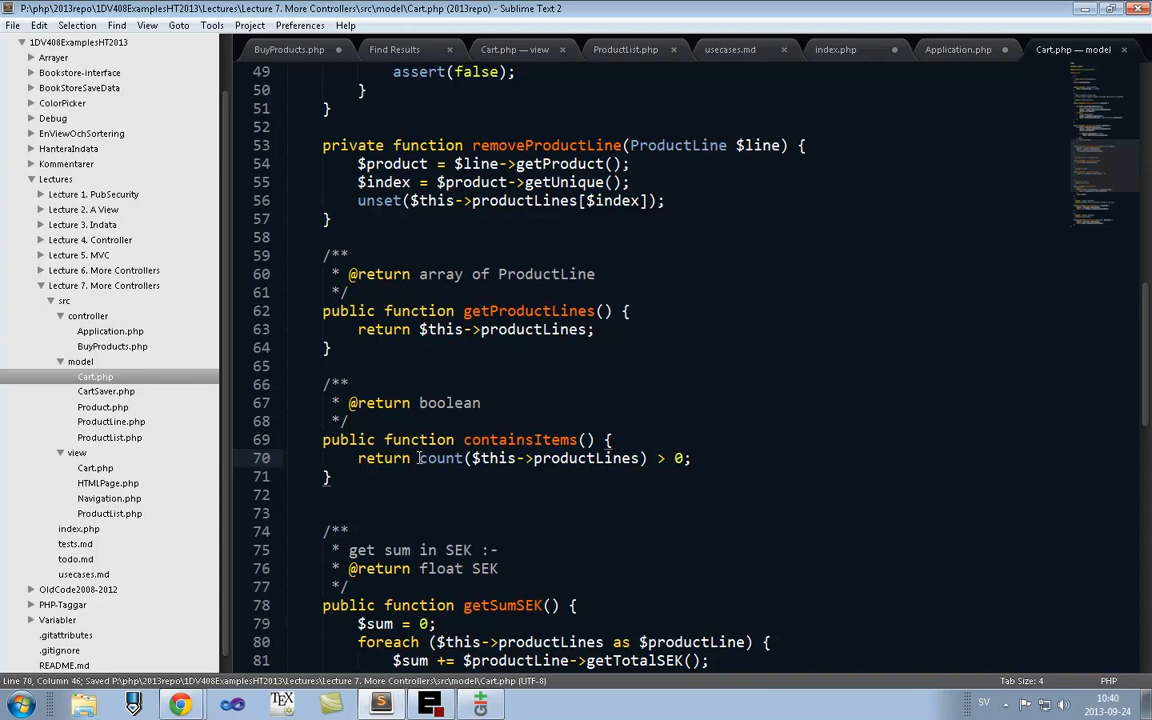 P:\php\2013repo\1DV408ExamplesHT2013\Lectures\Lecture 7. More Controllers\src\model\Cart.php (2013repo) - Sublime Text 2
File Edit Selection Find View Goto Tools Project Preferences Help
1DV408ExamplesHT2013
Arrayer
Bookstore-interface
BookStoreSaveData
ColorPicker
Debug
EnViewOchSortering
HanteraIndata
Kommentarer
Lectures
Lecture 1. PubSecurity
Lecture 2. A View
Lecture 3. Indata
Lecture 4. Controller
Lecture 5. MVC
Lecture 6. More Controllers
Lecture 7. More Controllers
src
controller
Application.php
BuyProducts.php
model
Cart.php
CartSaver.php
Product.php
ProductLine.php
ProductList.php
view
Cart.php
HTMLPage.php
Navigation.php
ProductList.php
index.php
tests.md
todo.md
usecases.md
OldCode2008-2012
PHP-Taggar
Variabler
.gitattributes
.gitignore
README.md
BuyProducts.php Find Results Cart.php — view ProductList.php usecases.md index.php Application.php Cart.php — model
49 assert(false);
50 }
51 }
52
53 private function removeProductLine(ProductLine $line) {
54 $product = $line->getProduct();
55 $index = $product->getUnique();
56 unset($this->productLines[$index]);
57 }
58
59 /**
60 * @return array of ProductLine
61 */
62 public function getProductLines() {
63 return $this->productLines;
64 }
65
66 /**
67 * @return boolean
68 */
69 public function containsItems() {
70 return count($this->productLines) > 0;
71 }
72
73
74 /**
75 * get sum in SEK :-
76 * @return float SEK
77 */
78 public function getSumSEK() {
79 $sum = 0;
80 foreach ($this->productLines as $productLine) {
81 $sum += $productLine->getTotalSEK();
Line 70, Column 46; Saved P:\php\2013repo\1DV408ExamplesHT2013\Lectures\Lecture 7. More Controllers\src\model\Cart.php (UTF-8) Tab Size: 4 PHP
SV 10:40
2013-09-24